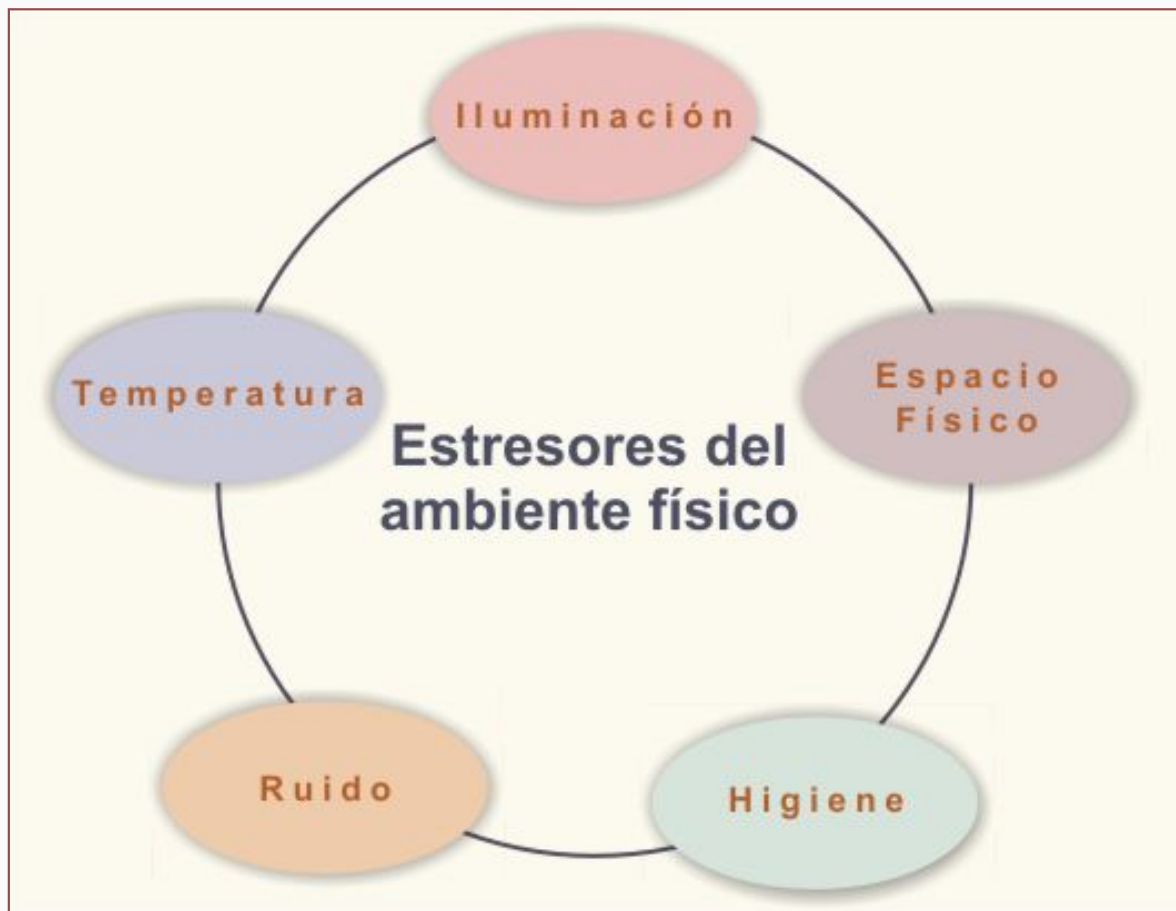 Iluminación
Espacio
Físico
Temperatura
Estresores del
ambiente físico
Ruido
Higiene